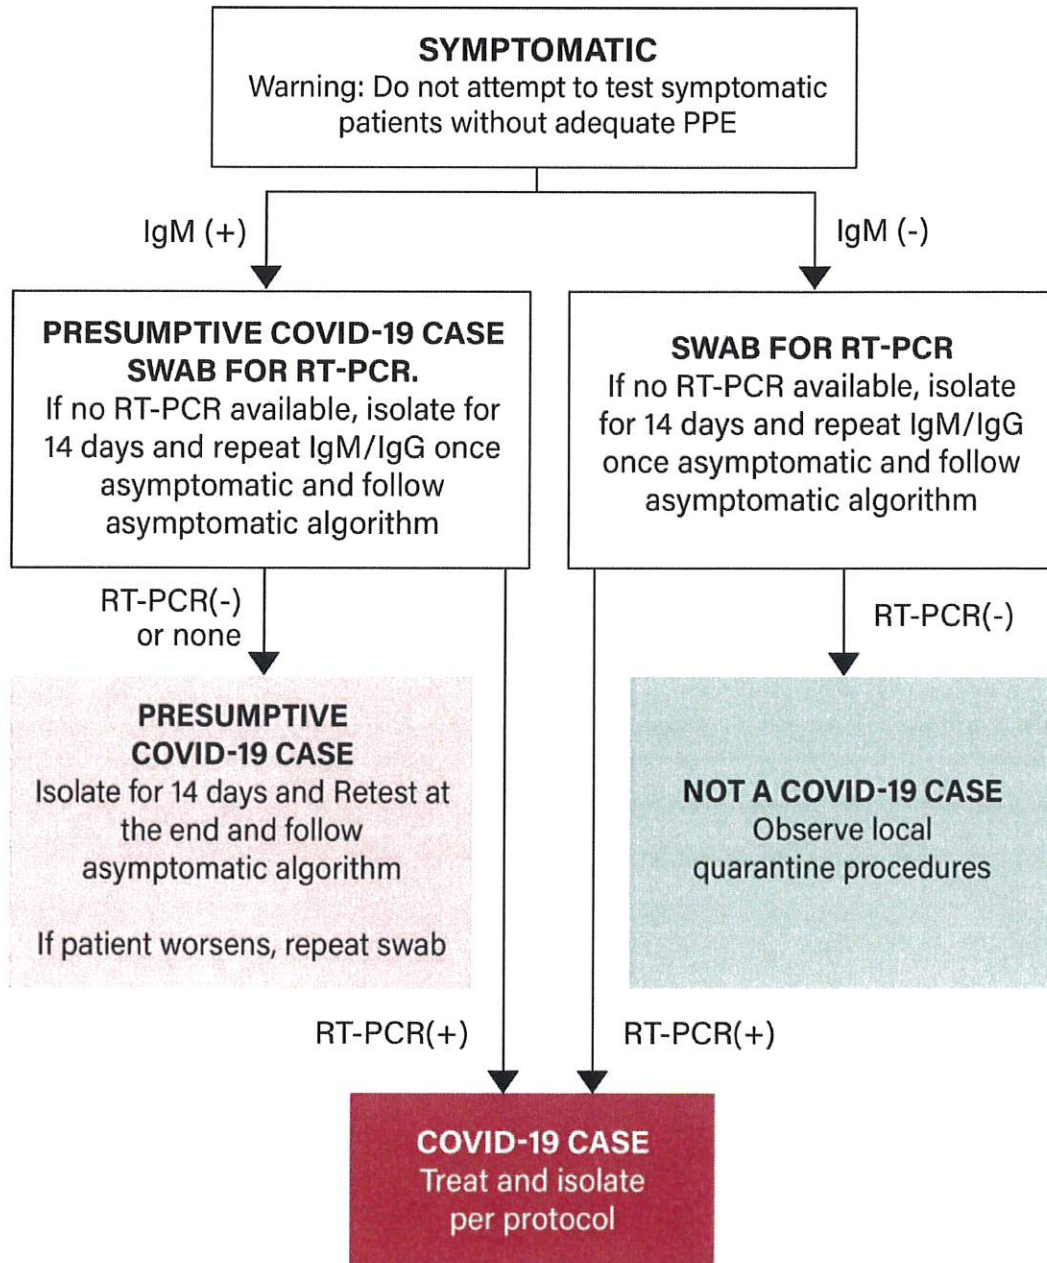 SYMPTOMATIC
Warning: Do not attempt to test symptomatic
patients without adequate PPE
IgM (+)
IgM (-)
PRESUMPTIVE COVID-19 CASE
SWAB FOR RT-PCR.
If no RT-PCR available, isolate for
14 days and repeat IgM/IgG once
asymptomatic and follow
asymptomatic algorithm
SWAB FOR RT-PCR
If no RT-PCR available, isolate
for 14 days and repeat IgM/IgG
once asymptomatic and follow
asymptomatic algorithm
RT-PCR(-)
or none
RT-PCR(-)
PRESUMPTIVE
COVID-19 CASE
Isolate for 14 days and Retest at
the end and follow
asymptomatic algorithm
If patient worsens, repeat swab
NOT A COVID-19 CASE
Observe local
quarantine procedures
RT-PCR(+)
RT-PCR(+)
COVID-19 CASE
Treat and isolate
per protocol